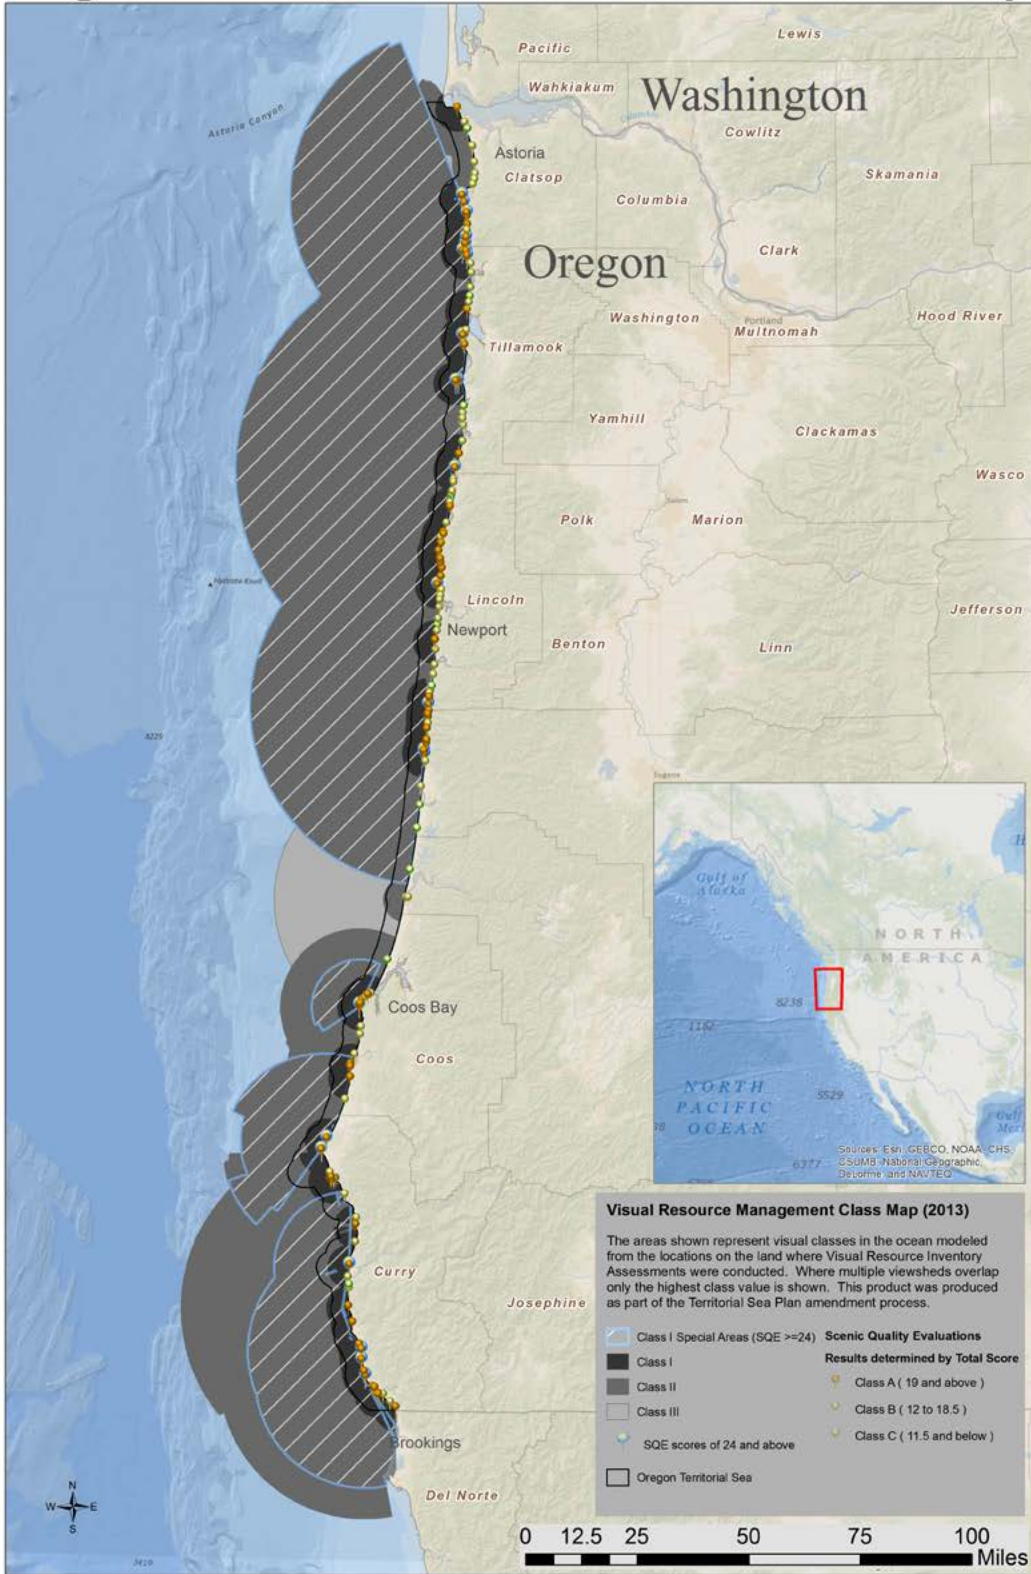 Lewis
Pacific
Wahkiakum
Washington
Columbia
Cowlitz
Astoria Canyon
Astoria
Clatsop
Skamania
Columbia
Clark
Oregon
Washington
Portland
Multnomah
Hood River
Tillamook
Yamhill
Clackamas
Wasco
Salem
Polk
Marion
Lincoln
Jefferson
Newport
Benton
Linn
Eugene
Gulf of
Alaska
NORTH
AMERICA
8238
Coos Bay
1182
Coos
5529
NORTH
PACIFIC
OCEAN
6377
Sources: Esri, GEBCO, NOAA, CHS,
CSUMB, National Geographic,
DeLorme, and NAVTEQ
Visual Resource Management Class Map (2013)
The areas shown represent visual classes in the ocean modeled
from the locations on the land where Visual Resource Inventory
Assessments were conducted. Where multiple viewsheds overlap
only the highest class value is shown. This product was produced
as part of the Territorial Sea Plan amendment process.
Curry
Josephine
Class I Special Areas (SQE >=24)
Class I
Class II
Class III
SQE scores of 24 and above
Oregon Territorial Sea
Scenic Quality Evaluations
Results determined by Total Score
Class A ( 19 and above )
Class B ( 12 to 18.5 )
Class C ( 11.5 and below )
Brookings
Del Norte
N
W E
S
0 12.5 25 50 75 100
Miles